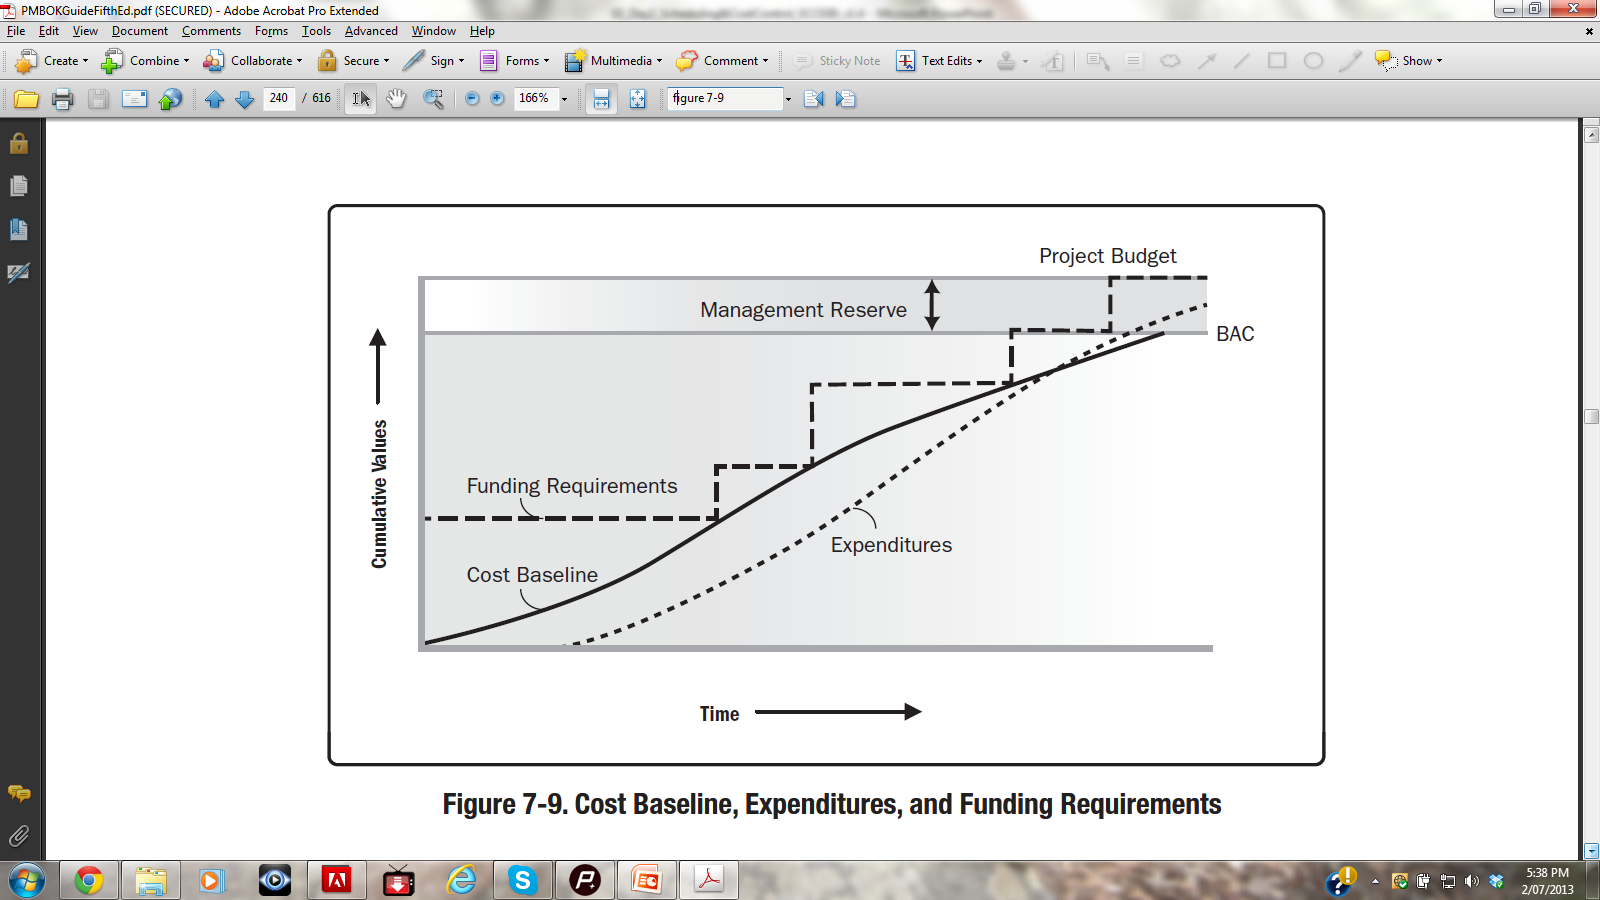 PMBOKGuideFifthEd.pdf (SECURED) - Adobe Acrobat Pro Extended
File Edit View Document Comments Forms Tools Advanced Window Help
Create Combine Collaborate Secure Sign Forms Multimedia Comment Sticky Note Text Edits Show
240 / 616 166% figure 7-9
Project Budget
Management Reserve
BAC
Cumulative Values
Funding Requirements
Expenditures
Cost Baseline
Time
Figure 7-9. Cost Baseline, Expenditures, and Funding Requirements
5:38 PM
2/07/2013